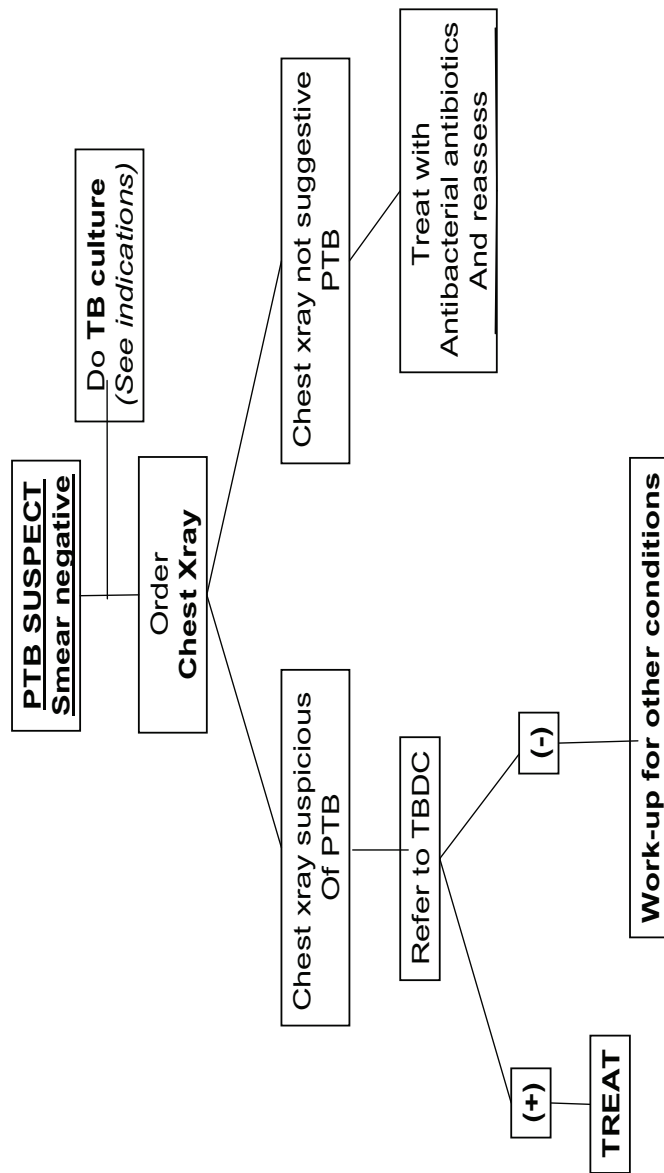 PTB SUSPECT
Smear negative
Do TB culture
(See indications)
Order
Chest Xray
Chest xray suspicious
Of PTB
Chest xray not suggestive
PTB
Refer to TBDC
Treat with
Antibacterial antibiotics
And reassess
(+)
(-)
TREAT
Work-up for other conditions